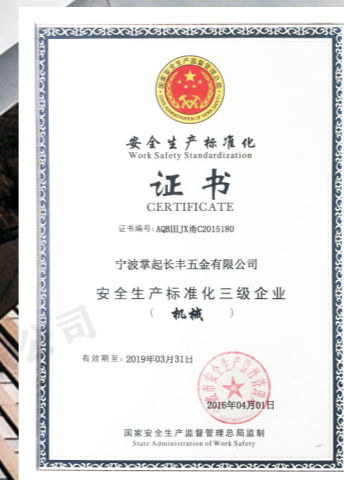 安全生产标准化
Work Safety Standardization
证书
CERTIFICATE
证书编号：AQBIIIJX甬C2015180
宁波掌起长丰五金有限公司
安全生产标准化三级企业
（ 机械 ）
有效期至：2019年03月31日
2016年04月01日
国家安全生产监督管理总局监制
State Administration of Work Safety
公司